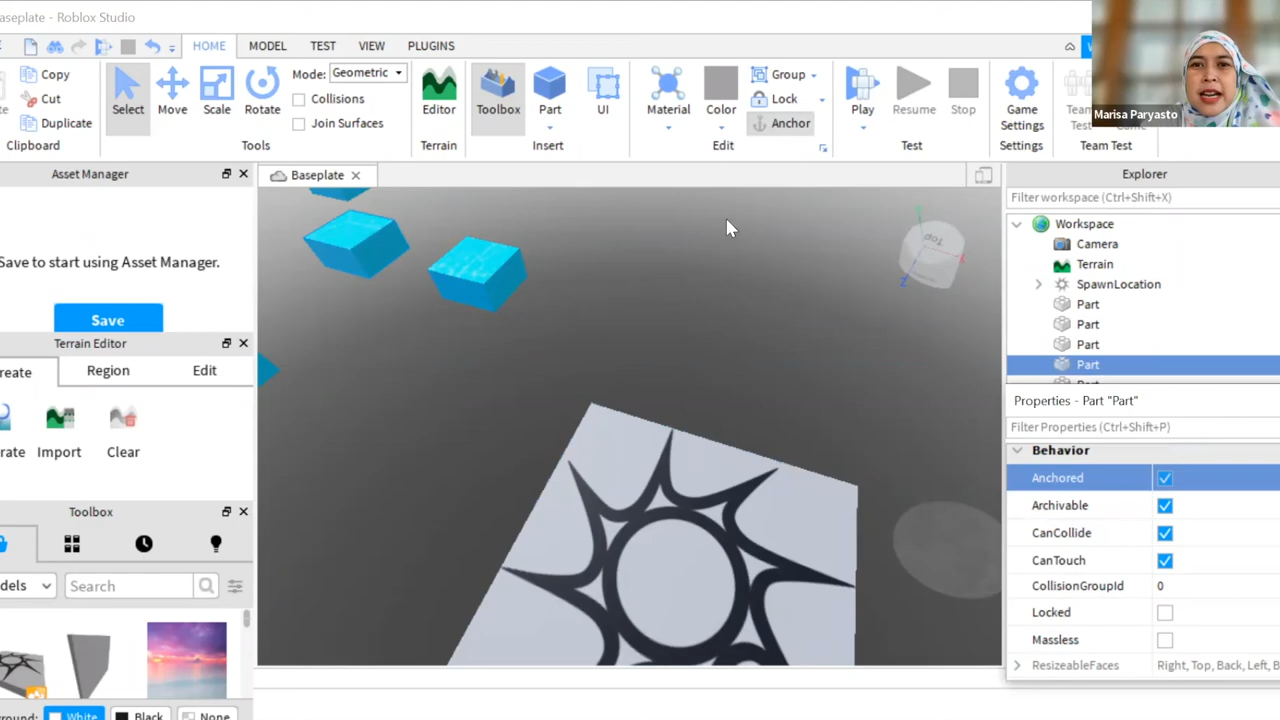 aseplate - Roblox Studio
HOME MODEL TEST VIEW PLUGINS
Copy
Cut
Duplicate
Clipboard
Select Move Scale Rotate
Mode: Geometric
Collisions
Join Surfaces
Tools
Editor
Terrain
Toolbox Part UI
Insert
Material Color
Group
Lock
Anchor
Edit
Play Resume Stop
Test
Game
Settings
Settings
Team
Test
Team Test
Marisa Paryasto
Asset Manager
Save to start using Asset Manager.
Save
Terrain Editor
reate Region Edit
rate Import Clear
Toolbox
dels Search
round: White Black None
Baseplate
Top
Explorer
Filter workspace (Ctrl+Shift+X)
Workspace
Camera
Terrain
SpawnLocation
Part
Part
Part
Part
Properties - Part "Part"
Filter Properties (Ctrl+Shift+P)
Behavior
Anchored
Archivable
CanCollide
CanTouch
CollisionGroupId 0
Locked
Massless
ResizeableFaces Right, Top, Back, Left, B